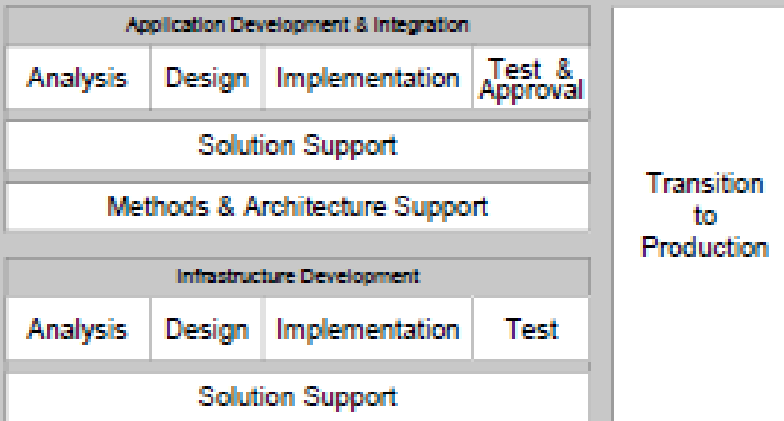 Application Development & Integration
Analysis Design Implementation Test &
Approval
Solution Support
Methods & Architecture Support
Infrastructure Development
Analysis Design Implementation Test
Solution Support
Transition
to
Production